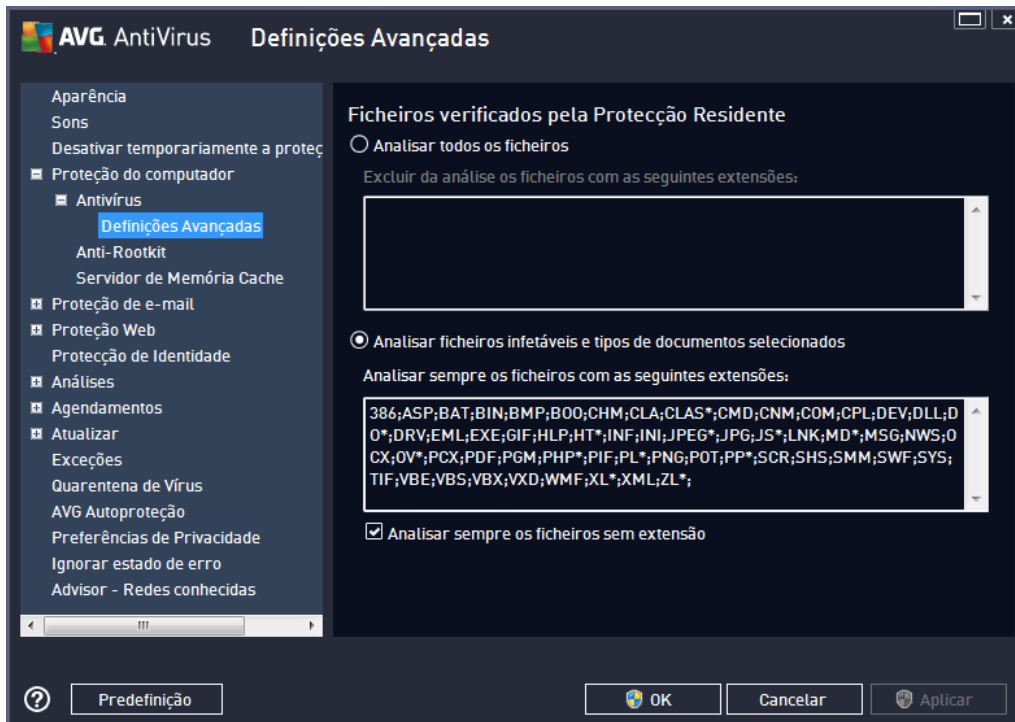 AVG AntiVirus Definições Avançadas
Aparência
Sons
Desativar temporariamente a proteç
Proteção do computador
Antivírus
Definições Avançadas
Anti-Rootkit
Servidor de Memória Cache
Proteção de e-mail
Proteção Web
Protecção de Identidade
Análises
Agendamentos
Atualizar
Exceções
Quarentena de Vírus
AVG Autoproteção
Preferências de Privacidade
Ignorar estado de erro
Advisor - Redes conhecidas
Ficheiros verificados pela Protecção Residente
Analisar todos os ficheiros
Excluir da análise os ficheiros com as seguintes extensões:
Analisar ficheiros infetáveis e tipos de documentos selecionados
Analisar sempre os ficheiros com as seguintes extensões:
386;ASP;BAT;BIN;BMP;BOO;CHM;CLA;CLAS*;CMD;CNM;COM;CPL;DEV;DLL;D
O*;DRV;EML;EXE;GIF;HLP;HT*;INF;INI;JPEG*;JPG;JS*;LNK;MD*;MSG;NWS;O
CX;OV*;PCX;PDF;PGM;PHP*;PIF;PL*;PNG;POT;PP*;SCR;SHS;SMM;SWF;SYS;
TIF;VBE;VBS;VBX;VXD;WMF;XL*;XML;ZL*;
Analisar sempre os ficheiros sem extensão
Predefinição
OK
Cancelar
Aplicar